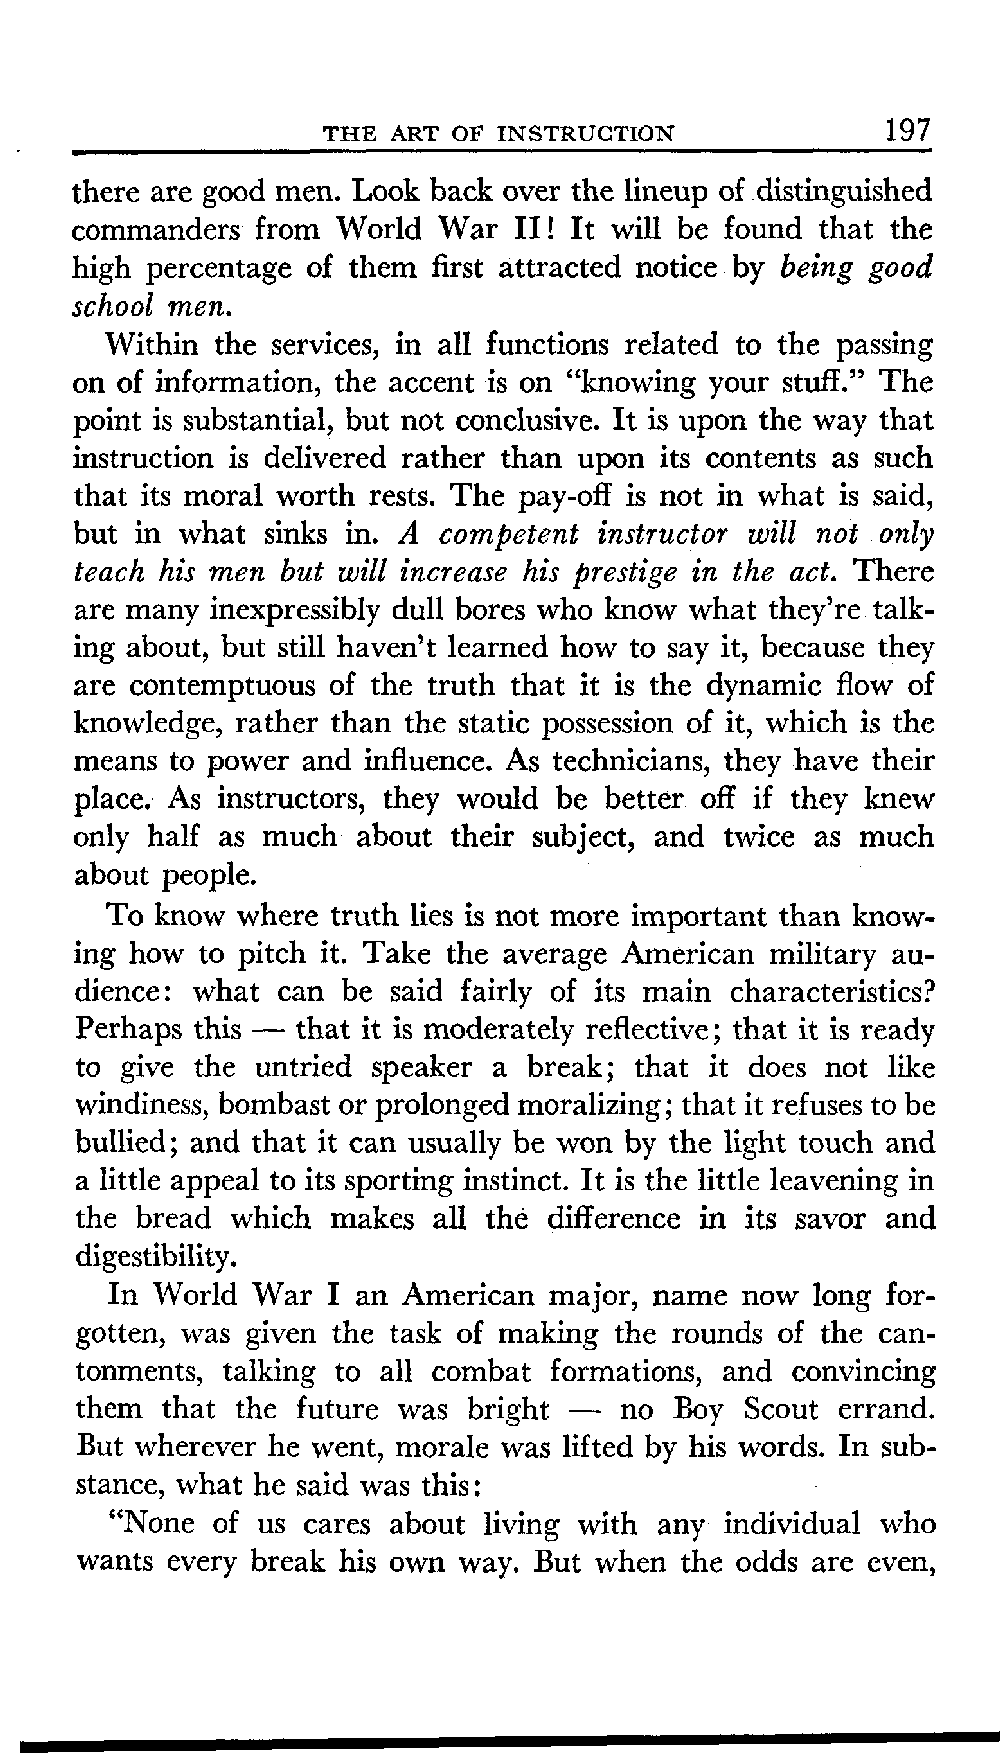 THE ART OF INSTRUCTION 197
there are good men. Look back over the lineup of distinguished
commanders from World War II! It will be found that the
high percentage of them first attracted notice by being good
school men.
Within the services, in all functions related to the passing
on of information, the accent is on “knowing your stuff.” The
point is substantial, but not conclusive. It is upon the way that
instruction is delivered rather than upon its contents as such
that its moral worth rests. The pay-off is not in what is said,
but in what sinks in. A competent instructor will not only
teach his men but will increase his prestige in the act. There
are many inexpressibly dull bores who know what they’re talk-
ing about, but still haven’t learned how to say it, because they
are contemptuous of the truth that it is the dynamic flow of
knowledge, rather than the static possession of it, which is the
means to power and influence. As technicians, they have their
place. As instructors, they would be better off if they knew
only half as much about their subject, and twice as much
about people.
To know where truth lies is not more important than know-
ing how to pitch it. Take the average American military au-
dience: what can be said fairly of its main characteristics?
Perhaps this — that it is moderately reflective; that it is ready
to give the untried speaker a break; that it does not like
windiness, bombast or prolonged moralizing; that it refuses to be
bullied; and that it can usually be won by the light touch and
a little appeal to its sporting instinct. It is the little leavening in
the bread which makes all the difference in its savor and
digestibility.
In World War I an American major, name now long for-
gotten, was given the task of making the rounds of the can-
tonments, talking to all combat formations, and convincing
them that the future was bright — no Boy Scout errand.
But wherever he went, morale was lifted by his words. In sub-
stance, what he said was this:
“None of us cares about living with any individual who
wants every break his own way. But when the odds are even,